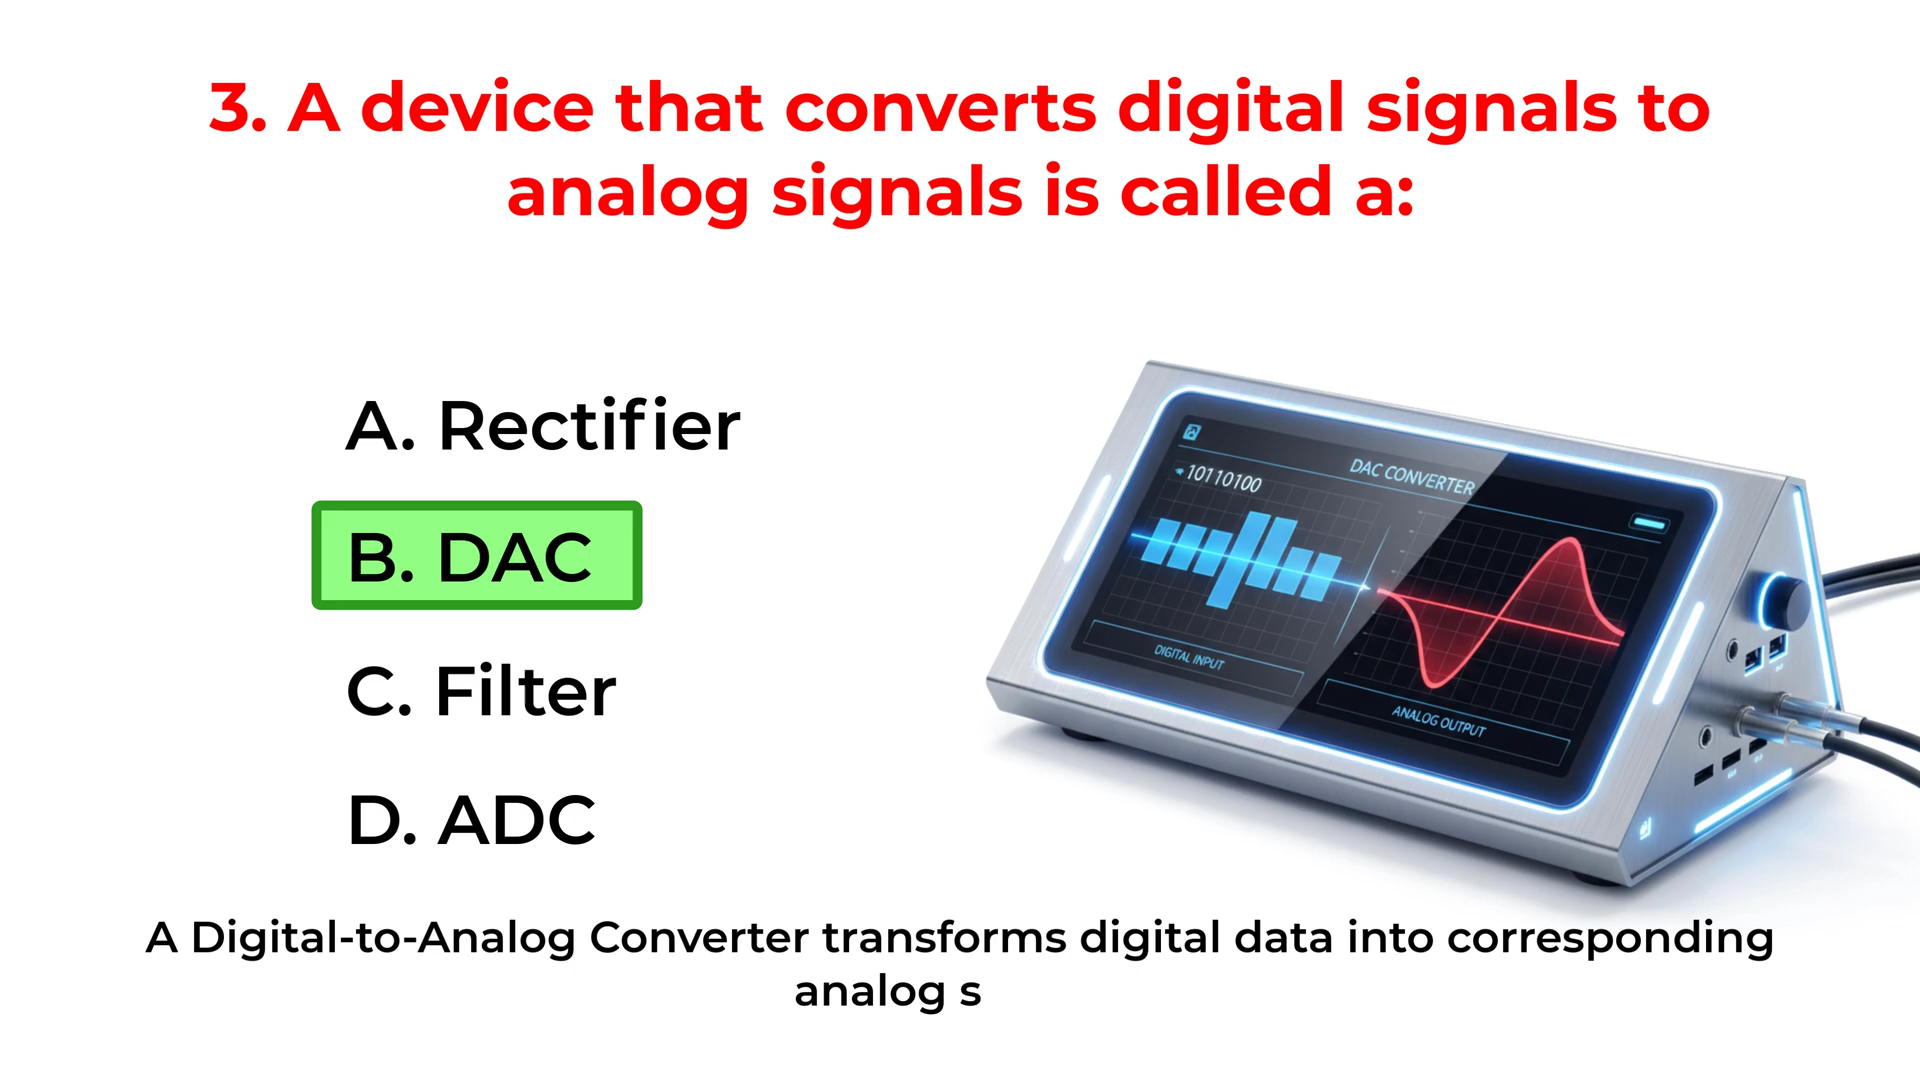 3. A device that converts digital signals to
analog signals is called a:
A. Rectifier
B. DAC
C. Filter
D. ADC
DAC CONVERTER
10110100
DIGITAL INPUT
ANALOG OUTPUT
A Digital-to-Analog Converter transforms digital data into corresponding
analog s